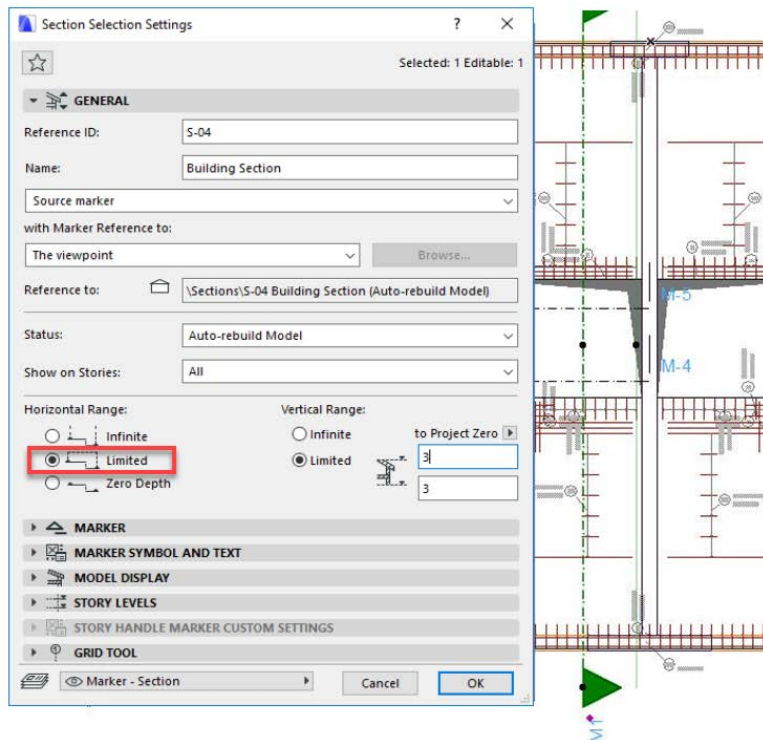 Section Selection Settings
? ×
Selected: 1 Editable: 1
GENERAL
Reference ID: S-04
Name: Building Section
Source marker
with Marker Reference to:
The viewpoint Browse...
Reference to: \Sections\S-04 Building Section (Auto-rebuild Model)
Status: Auto-rebuild Model
Show on Stories: All
Horizontal Range: Vertical Range:
Infinite Infinite to Project Zero
Limited Limited 3
Zero Depth 3
MARKER
MARKER SYMBOL AND TEXT
MODEL DISPLAY
STORY LEVELS
STORY HANDLE MARKER CUSTOM SETTINGS
GRID TOOL
Marker - Section Cancel OK
M-5
M-4
M1